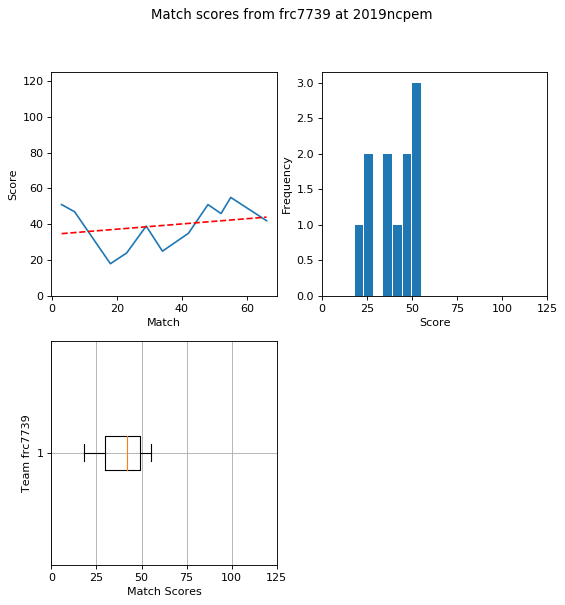 Match scores from frc7739 at 2019ncpem
120
100
80
60
40
20
0
Score
0 20 40 60
Match
3.0
2.5
2.0
1.5
1.0
0.5
0.0
Frequency
0 25 50 75 100 125
Score
1
Team frc7739
0 25 50 75 100 125
Match Scores